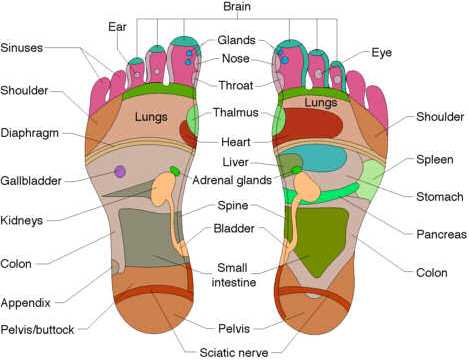 Brain
Ear
Glands
Eye
Sinuses
Nose
Throat
Shoulder
Lungs
Thalmus
Lungs
Shoulder
Diaphragm
Heart
Liver
Spleen
Gallbladder
Adrenal glands
Stomach
Kidneys
Spine
Bladder
Pancreas
Colon
Small
intestine
Colon
Appendix
Pelvis/buttock
Pelvis
Sciatic nerve